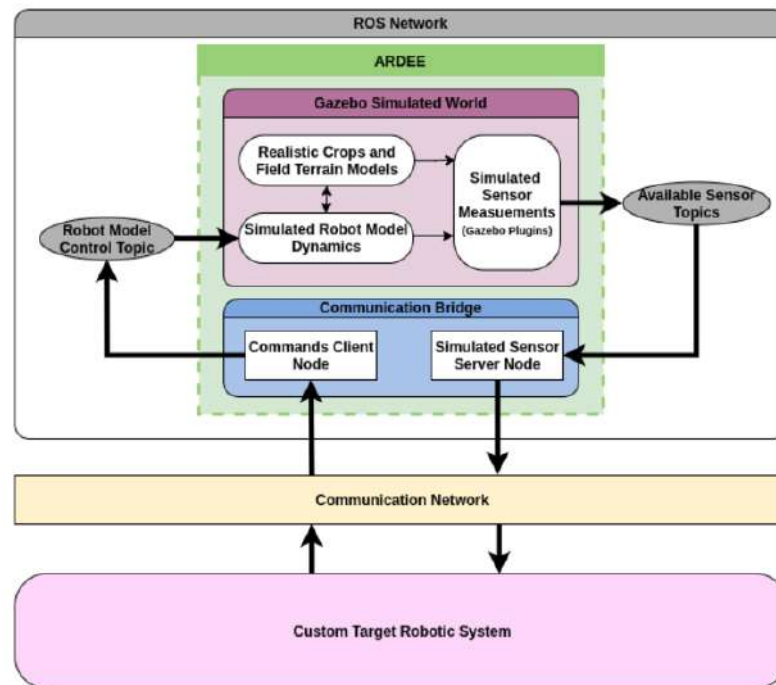 ROS Network
ARDEE
Gazebo Simulated World
Realistic Crops and
Field Terrain Models
Simulated
Sensor
Measuements
(Gazebo Plugins)
Available Sensor
Topics
Robot Model
Control Topic
Simulated Robot Model
Dynamics
Communication Bridge
Commands Client
Node
Simulated Sensor
Server Node
Communication Network
Custom Target Robotic System